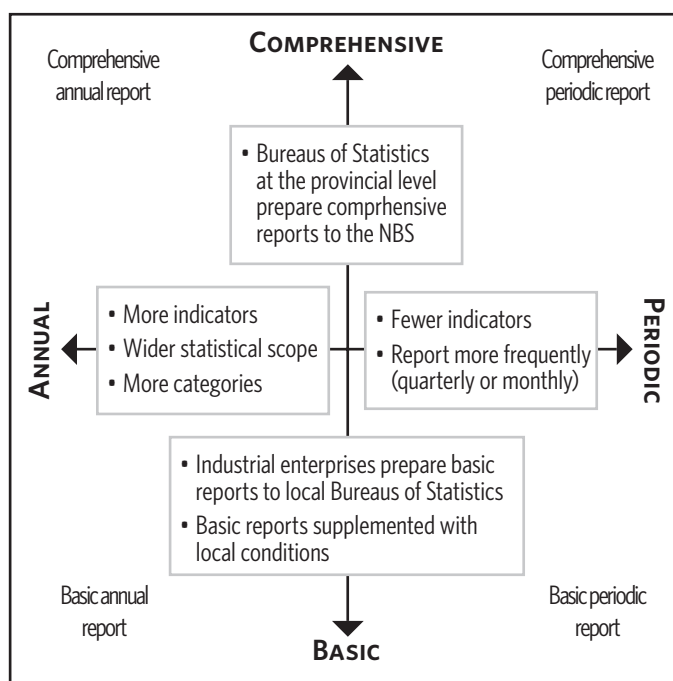 COMPREHENSIVE
Comprehensive
annual report
Comprehensive
periodic report
• Bureaus of Statistics
at the provincial level
prepare comprhensive
reports to the NBS
ANNUAL
• More indicators
• Wider statistical scope
• More categories
• Fewer indicators
• Report more frequently
(quarterly or monthly)
PERIODIC
• Industrial enterprises prepare basic
reports to local Bureaus of Statistics
• Basic reports supplemented with
local conditions
Basic annual
report
Basic periodic
report
BASIC